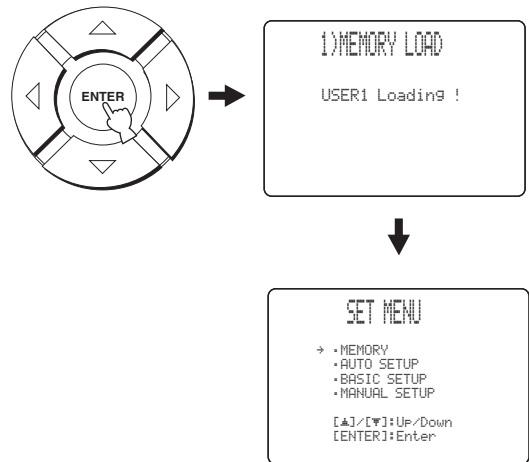 ENTER
1)MEMORY LOAD
USER1 Loading !
SET MENU
→ •MEMORY
•AUTO SETUP
•BASIC SETUP
•MANUAL SETUP
[▲]/[▼]:Up/Down
[ENTER]:Enter